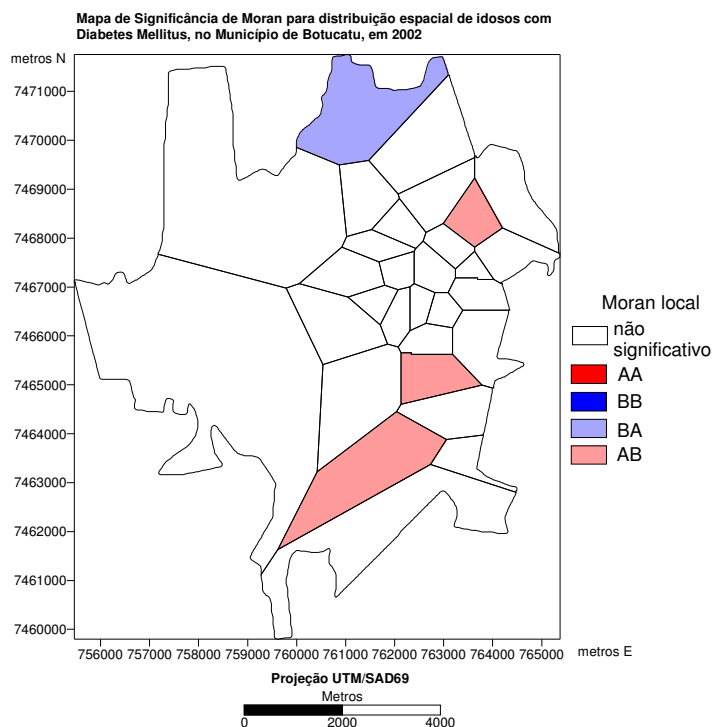 Mapa de Significância de Moran para distribuição espacial de idosos com
Diabetes Mellitus, no Município de Botucatu, em 2002
metros N
7471000
7470000
7469000
7468000
7467000
7466000
7465000
7464000
7463000
7462000
7461000
7460000
Moran local
não
significativo
AA
BB
BA
AB
756000 757000 758000 759000 760000 761000 762000 763000 764000 765000 metros E
Projeção UTM/SAD69
Metros
0 2000 4000